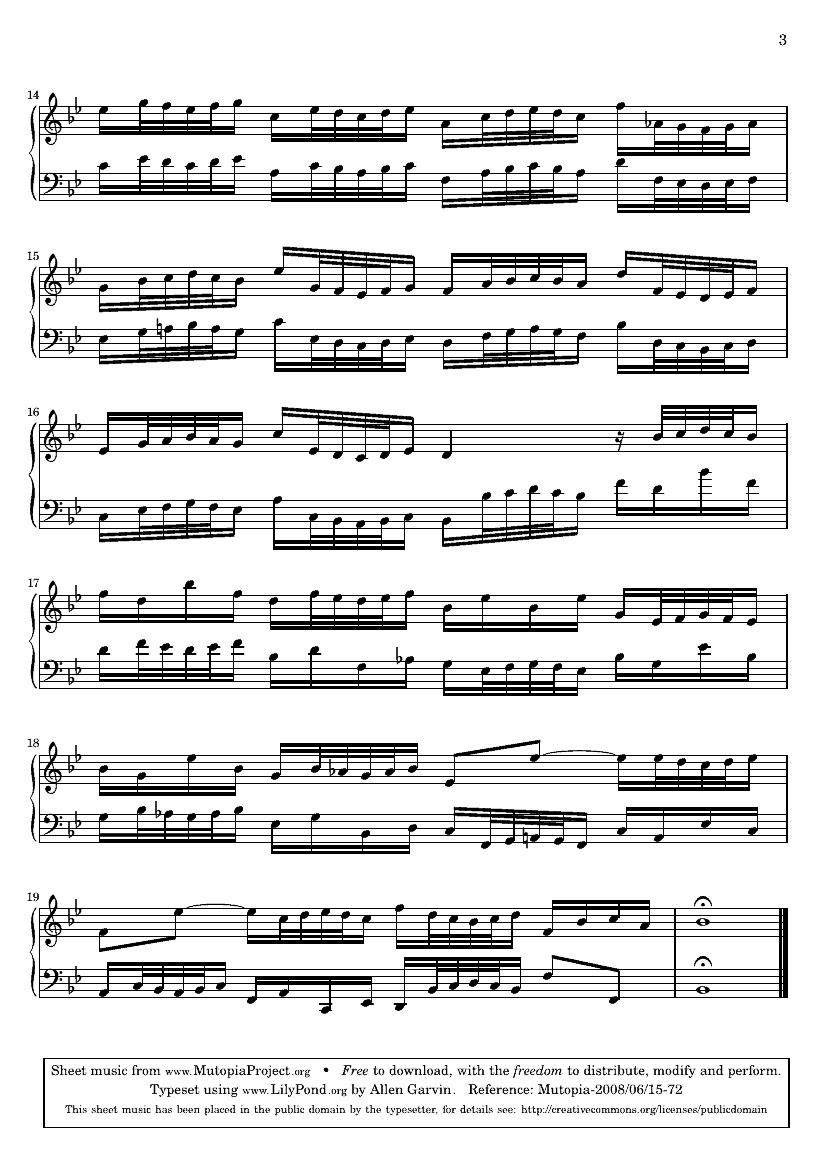 3
14
15
16
17
18
19
Sheet music from www.MutopiaProject.org • Free to download, with the freedom to distribute, modify and perform.
Typeset using www.LilyPond.org by Allen Garvin. Reference: Mutopia-2008/06/15-72
This sheet music has been placed in the public domain by the typesetter, for details see: http://creativecommons.org/licenses/publicdomain